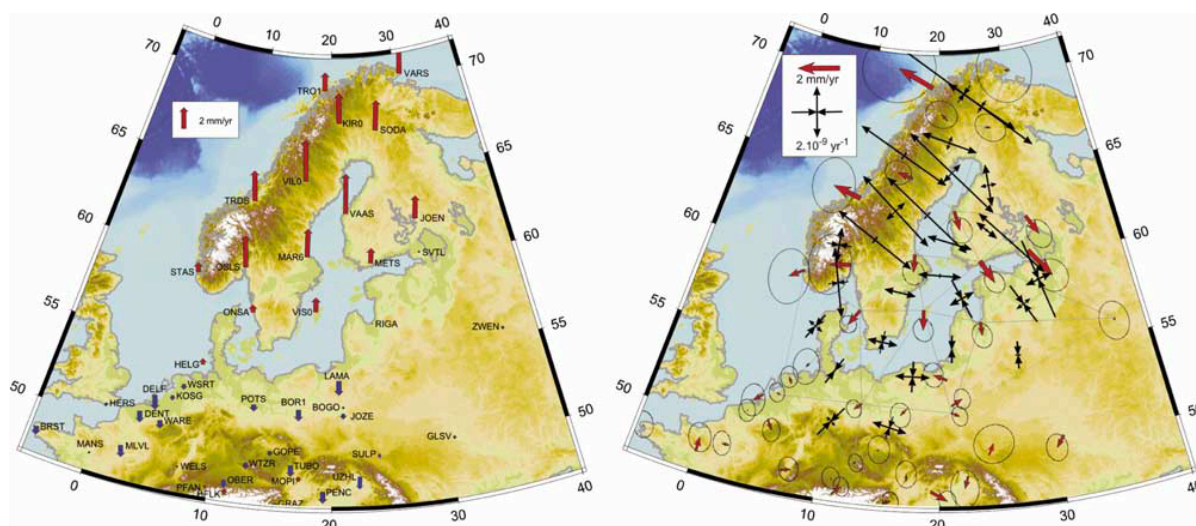 0
10
20
30
40
70
70
VARS
TRO1
2 mm/yr
KIR0
SODA
65
65
VIL0
TRDS
VAAS
JOEN
60
60
OSLS
MAR6
METS
SVTL
STAS
ONSA
VIS0
RIGA
55
55
ZWEN
HELG
LAMA
DELF
WSRT
KOSG
HERS
POTS
BOR1
BOGO
JOZE
50
50
DENT
WARE
BRST
MANS
MLVL
GLSV
GOPE
SULP
WELS
WTZR
TUBO
UZHL
PFAN
OBER
MOPI
HFLK
PENC
GRAZ
10
20
30
0
10
20
30
40
70
70
2 mm/yr
2.10⁻⁹ yr⁻¹
65
65
60
60
55
55
50
50
10
20
30